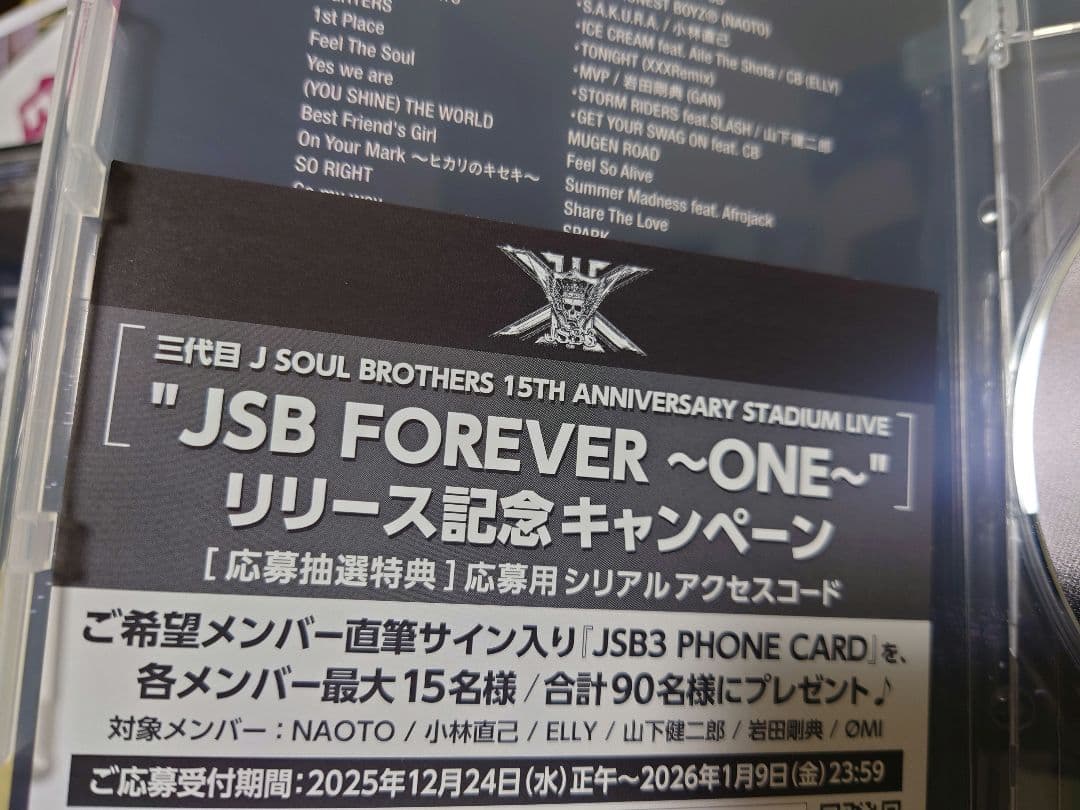 1st Place
Feel The Soul
Yes we are
(YOU SHINE) THE WORLD
Best Friend's Girl
On Your Mark ～ヒカリのキセキ～
SO RIGHT
HONEST BOYZ® (NAOTO)
・S.A.K.U.R.A. / 小林直己
・ICE CREAM feat. Aile The Shota / CB (ELLY)
・TONIGHT (XXXRemix)
・MVP / 岩田剛典 (GAN)
・STORM RIDERS feat.SLASH / 山下健二郎
・GET YOUR SWAG ON feat. CB
MUGEN ROAD
Feel So Alive
Summer Madness feat. Afrojack
Share The Love
SPARK
三代目 J SOUL BROTHERS 15TH ANNIVERSARY STADIUM LIVE
"JSB FOREVER ～ONE～"
リリース記念キャンペーン
[応募抽選特典]応募用シリアルアクセスコード
ご希望メンバー直筆サイン入り『JSB3 PHONE CARD』を、
各メンバー最大15名様/合計90名様にプレゼント♪
対象メンバー：NAOTO / 小林直己 / ELLY / 山下健二郎 / 岩田剛典 / ØMI
ご応募受付期間：2025年12月24日(水)正午～2026年1月9日(金)23:59